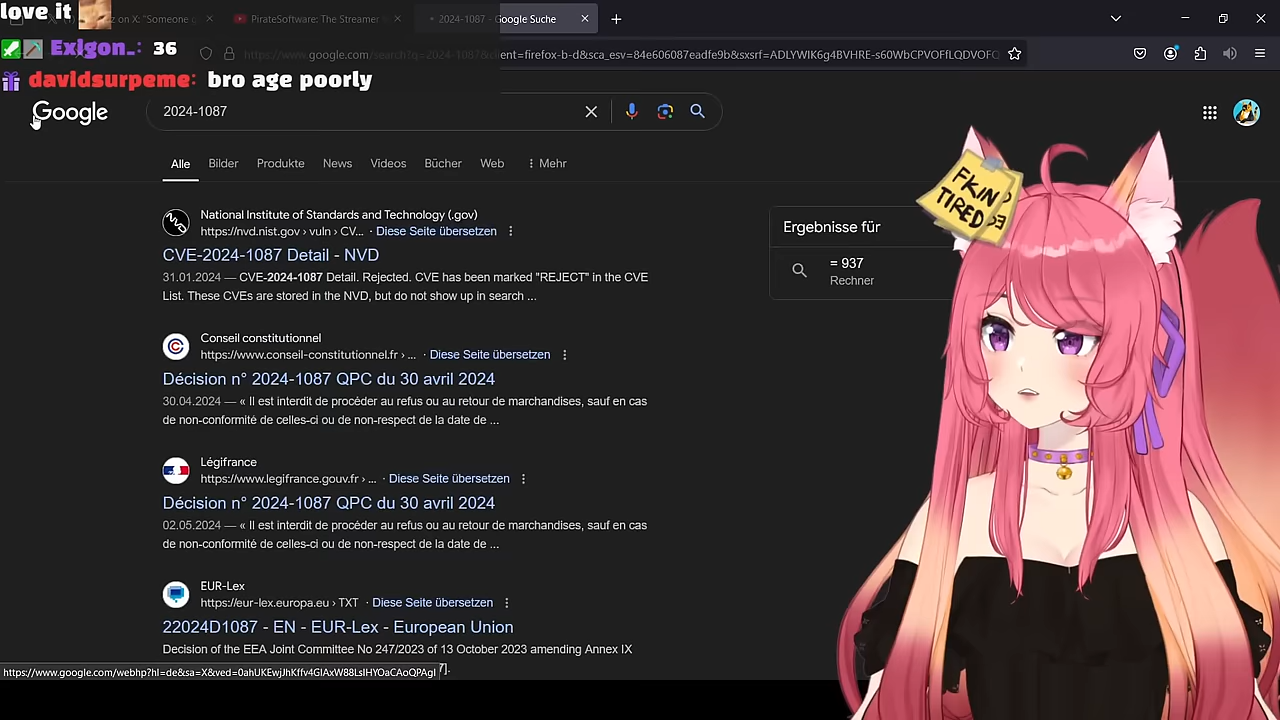 love it
Exigon_: 36
davidsurpeme: bro age poorly
on X: "Someone
PirateSoftware: The Streamer
2024-1087 - Google Suche
Google
2024-1087
Alle
Bilder
Produkte
News
Videos
Bücher
Web
Mehr
National Institute of Standards and Technology (.gov)
https://nvd.nist.gov › vuln › CV... · Diese Seite übersetzen
CVE-2024-1087 Detail - NVD
31.01.2024 — CVE-2024-1087 Detail. Rejected. CVE has been marked "REJECT" in the CVE
List. These CVEs are stored in the NVD, but do not show up in search ...
Conseil constitutionnel
https://www.conseil-constitutionnel.fr › ... · Diese Seite übersetzen
Décision n° 2024-1087 QPC du 30 avril 2024
30.04.2024 — « Il est interdit de procéder au refus ou au retour de marchandises, sauf en cas
de non-conformité de celles-ci ou de non-respect de la date de ...
Légifrance
https://www.legifrance.gouv.fr › ... · Diese Seite übersetzen
Décision n° 2024-1087 QPC du 30 avril 2024
02.05.2024 — « Il est interdit de procéder au refus ou au retour de marchandises, sauf en cas
de non-conformité de celles-ci ou de non-respect de la date de ...
EUR-Lex
https://eur-lex.europa.eu › TXT · Diese Seite übersetzen
22024D1087 - EN - EUR-Lex - European Union
Decision of the EEA Joint Committee No 247/2023 of 13 October 2023 amending Annex IX
Ergebnisse für
= 937
Rechner
FKIN
TIRED